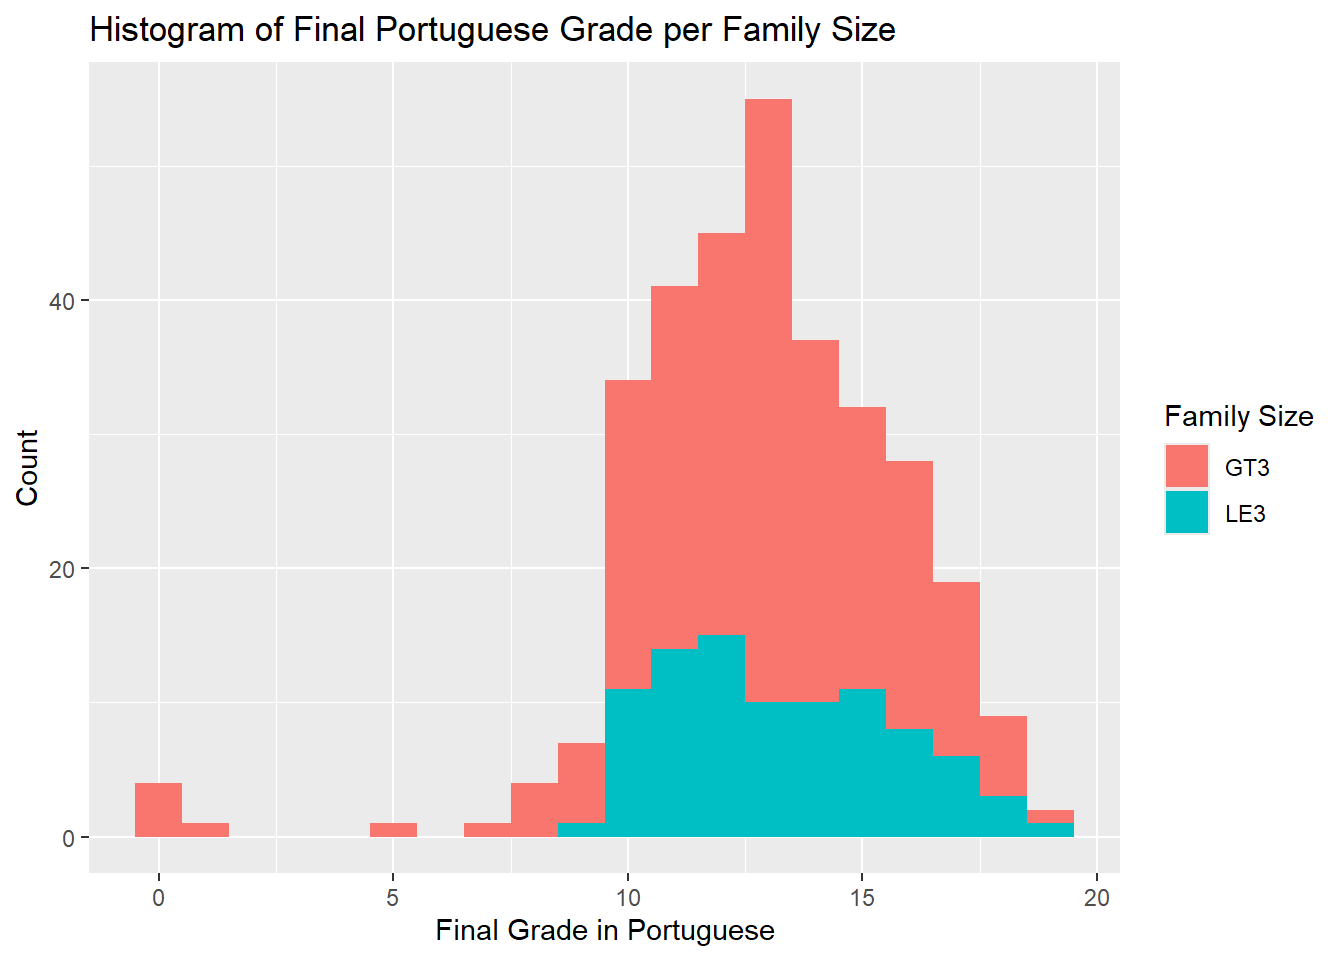 Histogram of Final Portuguese Grade per Family Size
Count
40
20
0
0 5 10 15 20
Final Grade in Portuguese
Family Size
GT3
LE3